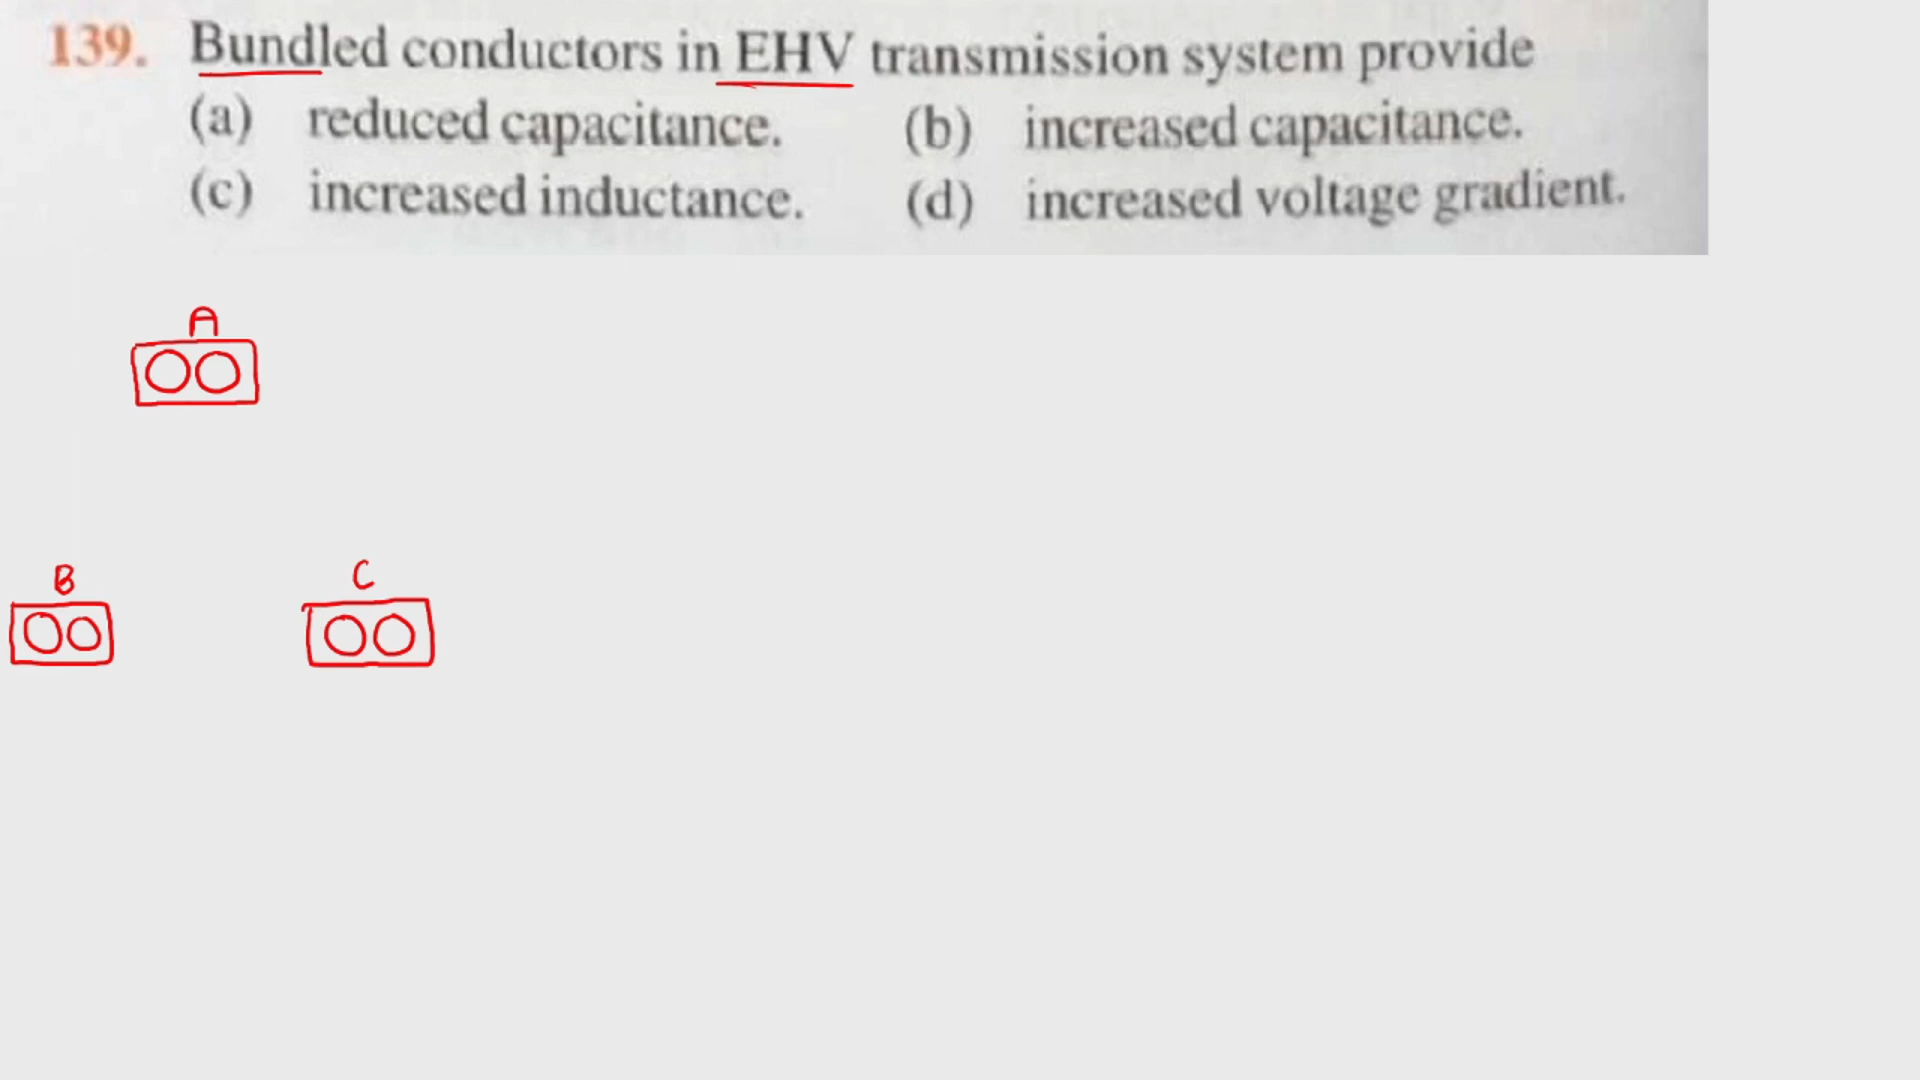 139. Bundled conductors in EHV transmission system provide
(a) reduced capacitance. (b) increased capacitance.
(c) increased inductance. (d) increased voltage gradient.
A
B C